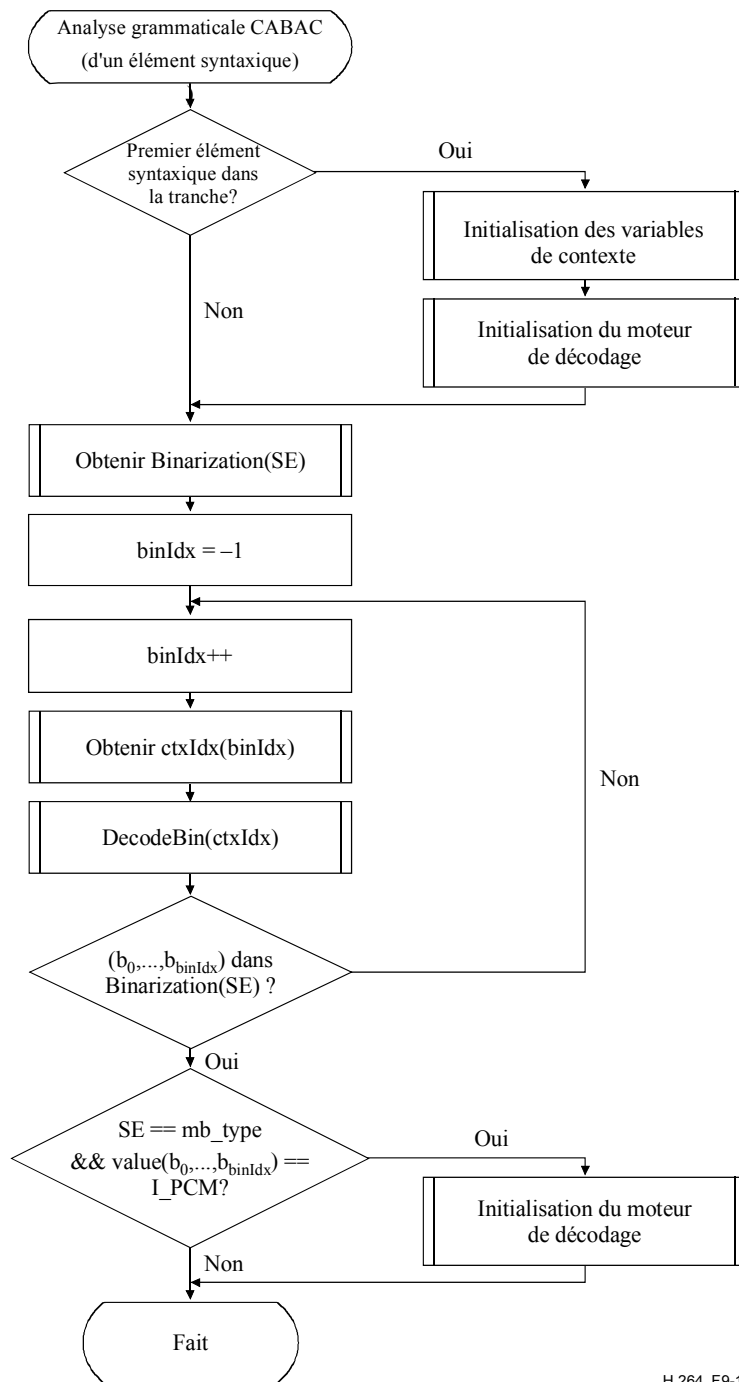 Analyse grammaticale CABAC
(d'un élément syntaxique)
Premier élément
syntaxique dans
la tranche?
Oui
Initialisation des variables
de contexte
Non
Initialisation du moteur
de décodage
Obtenir Binarization(SE)
binIdx = –1
binIdx++
Obtenir ctxIdx(binIdx)
Non
DecodeBin(ctxIdx)
(b0,...,bbinIdx) dans
Binarization(SE) ?
Oui
SE == mb_type
&& value(b0,...,bbinIdx) ==
I_PCM?
Oui
Initialisation du moteur
de décodage
Non
Fait